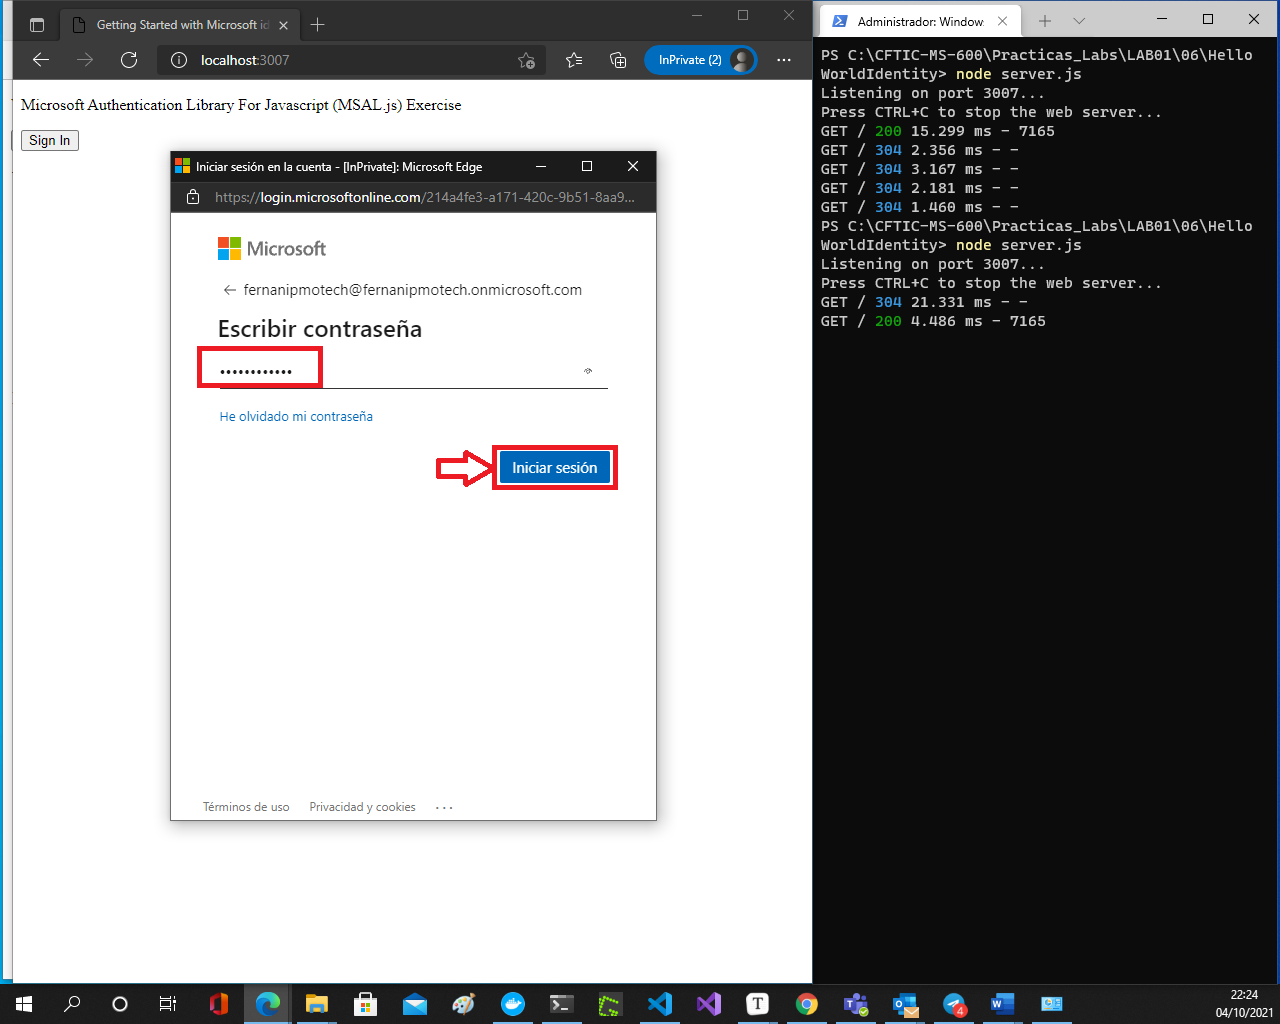 Getting Started with Microsoft id
localhost:3007
InPrivate (2)
Microsoft Authentication Library For Javascript (MSAL.js) Exercise
Sign In
Iniciar sesión en la cuenta - [InPrivate]: Microsoft Edge
https://login.microsoftonline.com/214a4fe3-a171-420c-9b51-8aa9...
Microsoft
fernanipmotech@fernanipmotech.onmicrosoft.com
Escribir contraseña
••••••••••••
He olvidado mi contraseña
Iniciar sesión
Términos de uso Privacidad y cookies ...
Administrador: Windows
PS C:\CFTIC-MS-600\Practicas_Labs\LAB01\06\Hello
WorldIdentity> node server.js
Listening on port 3007...
Press CTRL+C to stop the web server...
GET / 200 15.299 ms - 7165
GET / 304 2.356 ms - -
GET / 304 3.167 ms - -
GET / 304 2.181 ms - -
GET / 304 1.460 ms - -
PS C:\CFTIC-MS-600\Practicas_Labs\LAB01\06\Hello
WorldIdentity> node server.js
Listening on port 3007...
Press CTRL+C to stop the web server...
GET / 304 21.331 ms - -
GET / 200 4.486 ms - 7165
T
4
22:24
04/10/2021